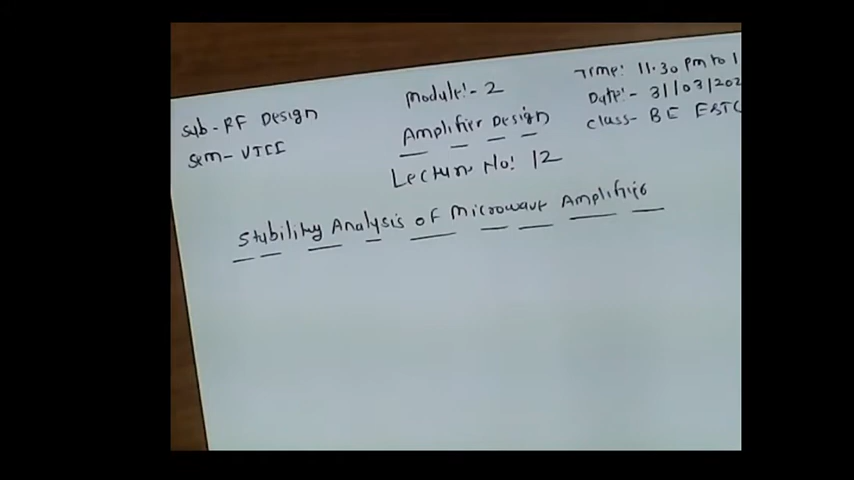 Sub - RF Design
Sem - VIII
Module:- 2
Amplifier Design
Lecture No: 12
Time: 11.30 pm to 1
Date:- 31/03/202
class- BE EXTC
Stability Analysis of Microwave Amplifier